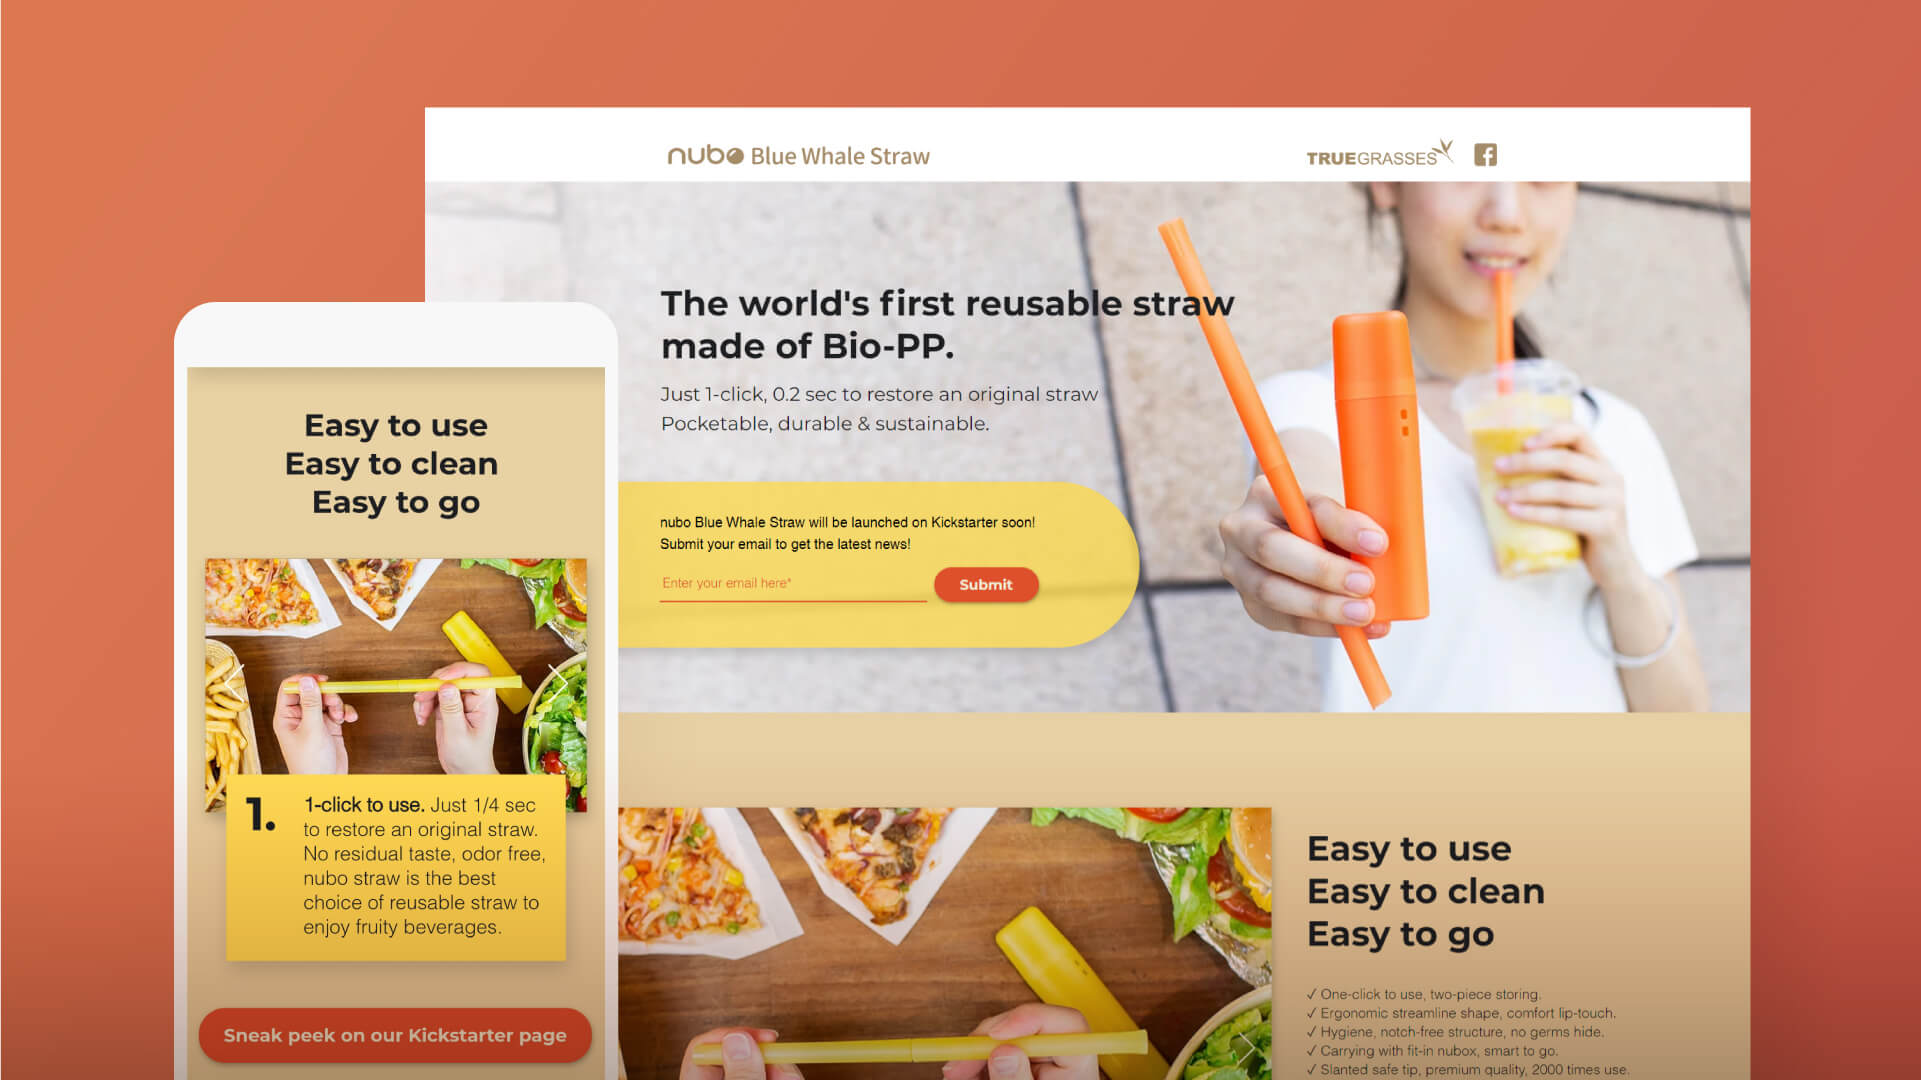 nubo Blue Whale Straw
TRUEGRASSES
The world's first reusable straw
made of Bio-PP.
Just 1-click, 0.2 sec to restore an original straw
Pocketable, durable & sustainable.
nubo Blue Whale Straw will be launched on Kickstarter soon!
Submit your email to get the latest news!
Enter your email here*
Submit
Easy to use
Easy to clean
Easy to go
1.
1-click to use. Just 1/4 sec
to restore an original straw.
No residual taste, odor free,
nubo straw is the best
choice of reusable straw to
enjoy fruity beverages.
Sneak peek on our Kickstarter page
Easy to use
Easy to clean
Easy to go
✓ One-click to use, two-piece storing.
✓ Ergonomic streamline shape, comfort lip-touch.
✓ Hygiene, notch-free structure, no germs hide.
✓ Carrying with fit-in nubox, smart to go.
✓ Slanted safe tip, premium quality, 2000 times use.